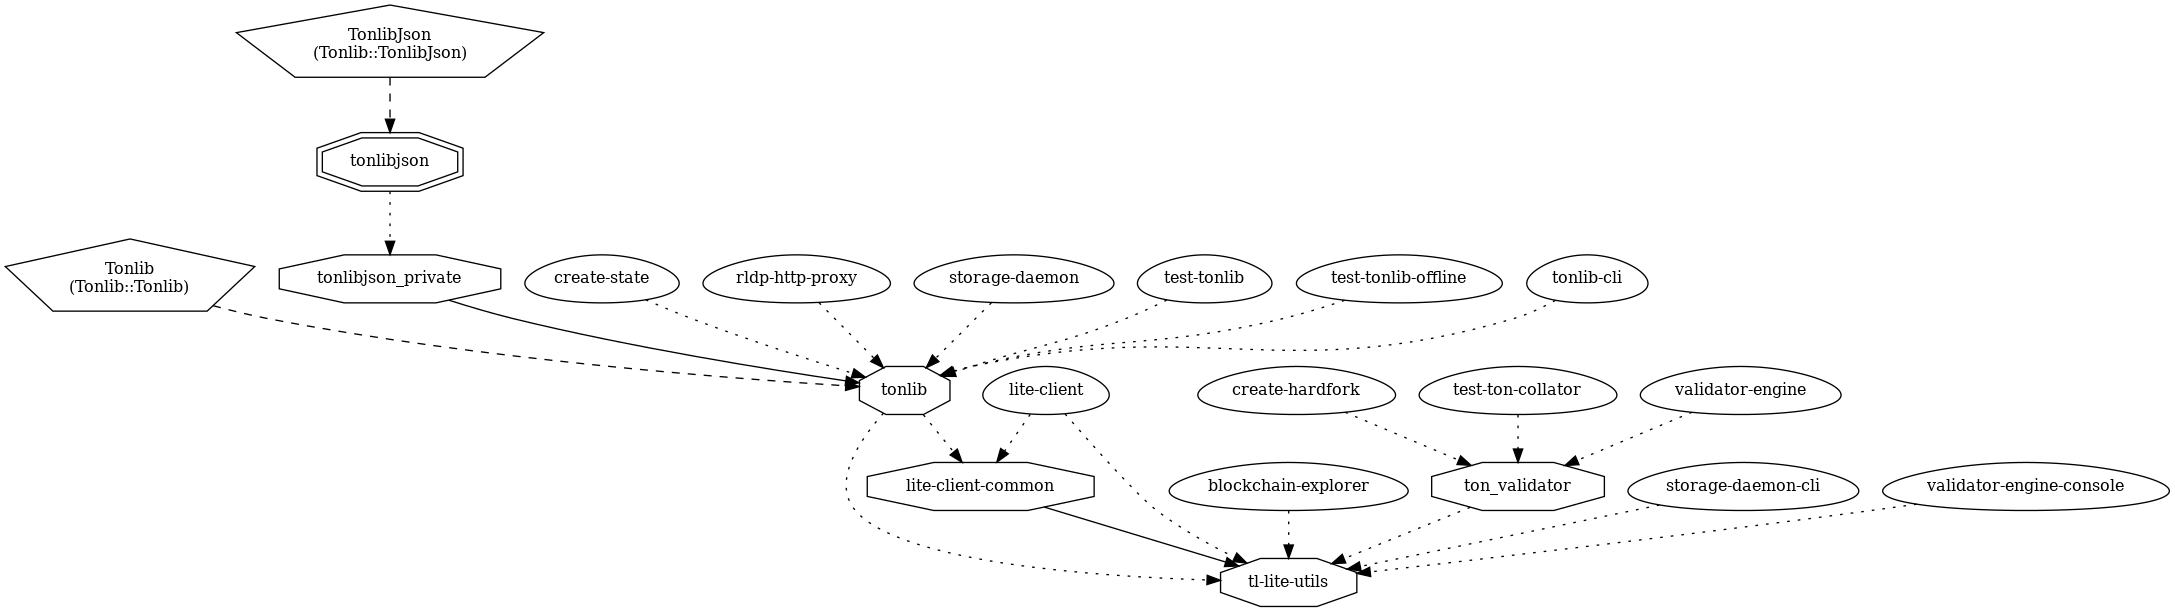 TonlibJson
(Tonlib::TonlibJson)
tonlibjson
Tonlib
(Tonlib::Tonlib)
tonlibjson_private
create-state
rldp-http-proxy
storage-daemon
test-tonlib
test-tonlib-offline
tonlib-cli
tonlib
lite-client
create-hardfork
test-ton-collator
validator-engine
lite-client-common
blockchain-explorer
ton_validator
storage-daemon-cli
validator-engine-console
tl-lite-utils